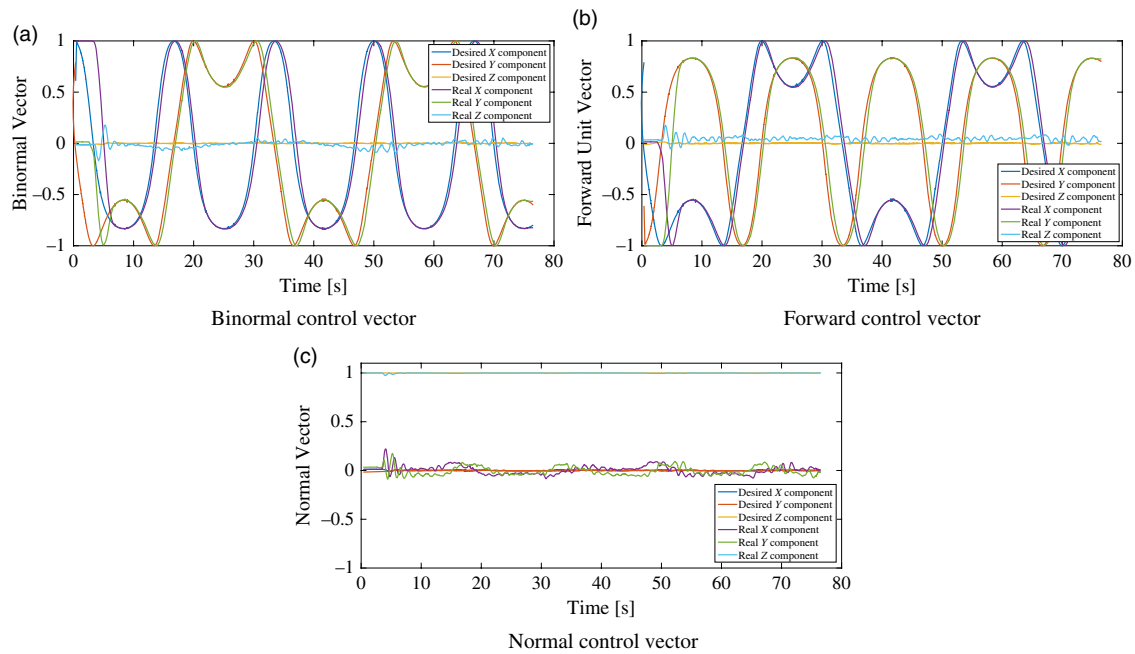 (a)
Binormal Vector
1
0.5
0
−0.5
−1
0 10 20 30 40 50 60 70 80
Time [s]
Desired X component
Desired Y component
Desired Z component
Real X component
Real Y component
Real Z component
Binormal control vector
(b)
Forward Unit Vector
1
0.5
0
−0.5
−1
0 10 20 30 40 50 60 70 80
Time [s]
Desired X component
Desired Y component
Desired Z component
Real X component
Real Y component
Real Z component
Forward control vector
(c)
Normal Vector
1
0.5
0
−0.5
−1
0 10 20 30 40 50 60 70 80
Time [s]
Desired X component
Desired Y component
Desired Z component
Real X component
Real Y component
Real Z component
Normal control vector